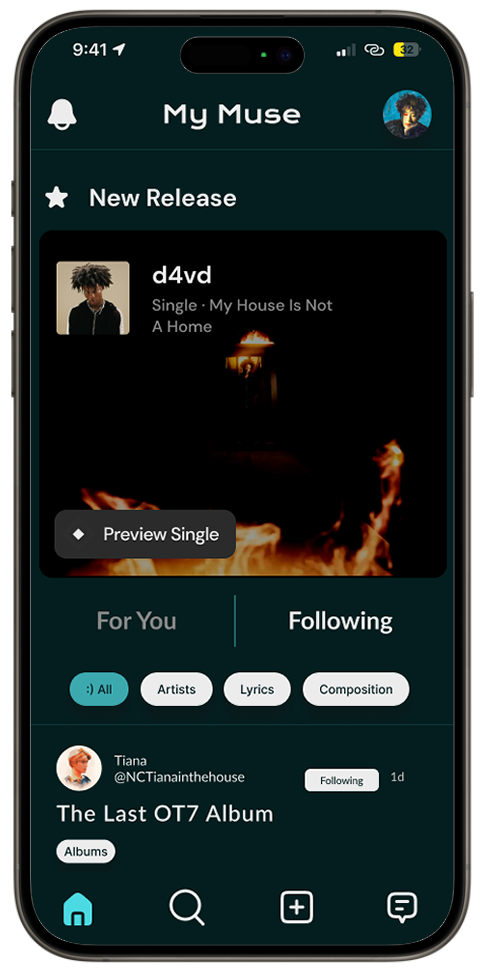 9:41
32
My Muse
New Release
d4vd
Single · My House Is Not
A Home
Preview Single
For You
Following
:) All
Artists
Lyrics
Composition
Tiana
@NCTianainthehouse
Following
1d
The Last OT7 Album
Albums